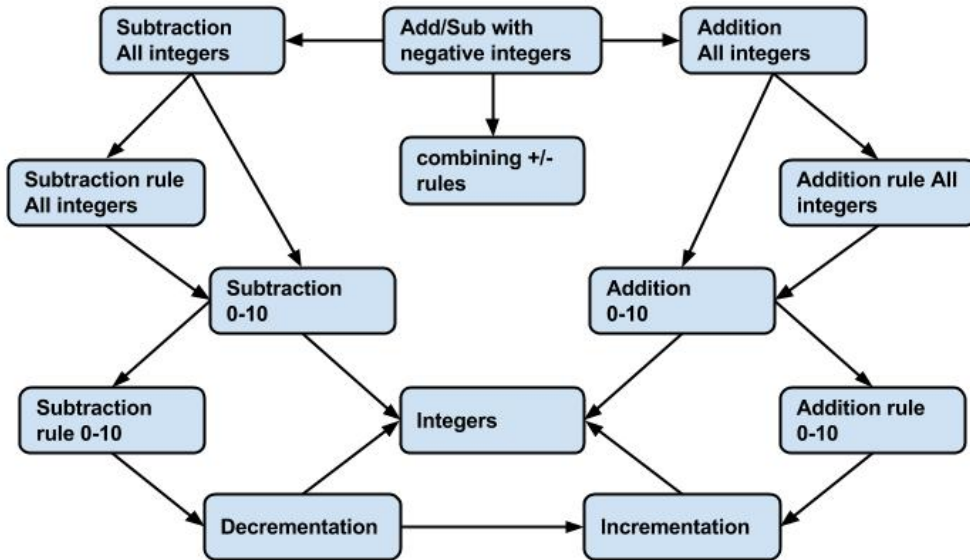 Subtraction
All integers
Add/Sub with
negative integers
Addition
All integers
combining +/-
rules
Subtraction rule
All integers
Addition rule All
integers
Subtraction
0-10
Addition
0-10
Subtraction
rule 0-10
Integers
Addition rule
0-10
Decrementation
Incrementation